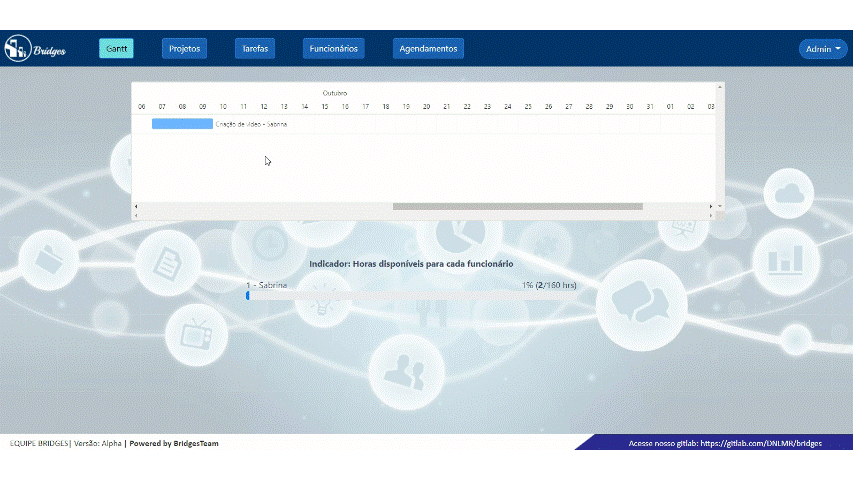 Bridges
Gantt Projetos Tarefas Funcionários Agendamentos Admin
Outubro
06 07 08 09 10 11 12 13 14 15 16 17 18 19 20 21 22 23 24 25 26 27 28 29 30 31 01 02 03
Criação de vídeo - Sabrina
Indicador: Horas disponíveis para cada funcionário
1 - Sabrina 1% (2/160 hrs)
EQUIPE BRIDGES| Versão: Alpha | Powered by BridgesTeam Acesse nosso gitlab: https://gitlab.com/DNLMR/bridges